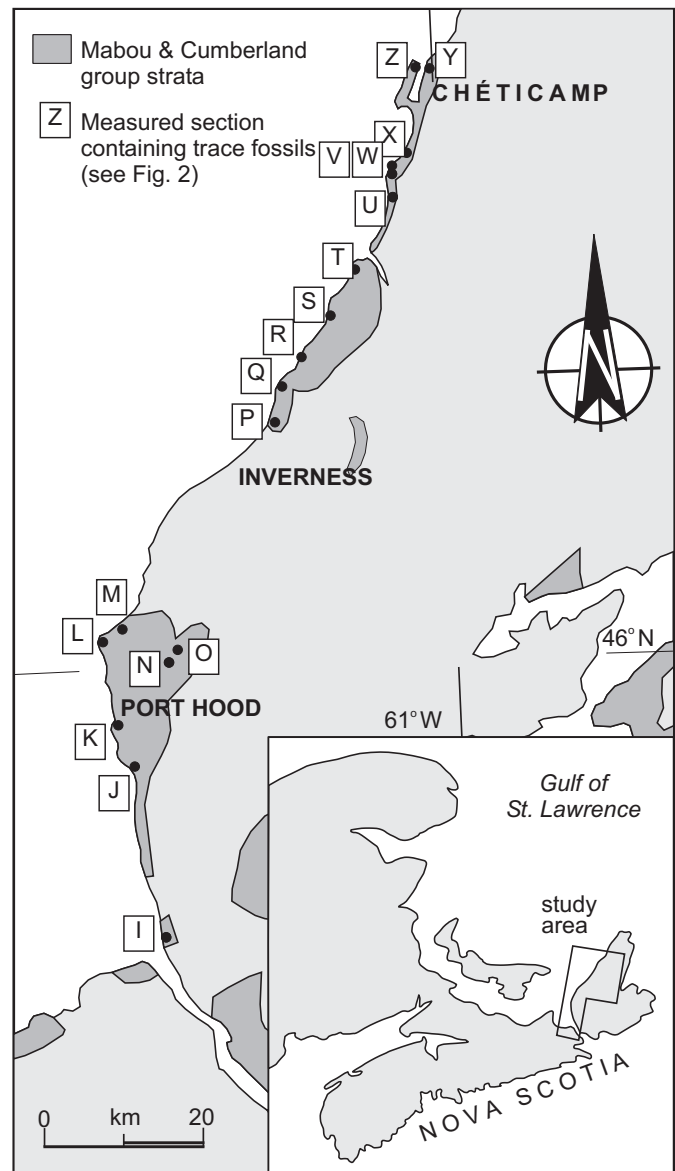 Mabou & Cumberland
group strata
Z
Measured section
containing trace fossils
(see Fig. 2)
Z
Y
CHÉTICAMP
X
V
W
U
T
S
R
Q
P
N
INVERNESS
M
L
O
N
46°N
PORT HOOD
61°W
K
J
I
Gulf of
St. Lawrence
study
area
NOVA SCOTIA
0
km
20